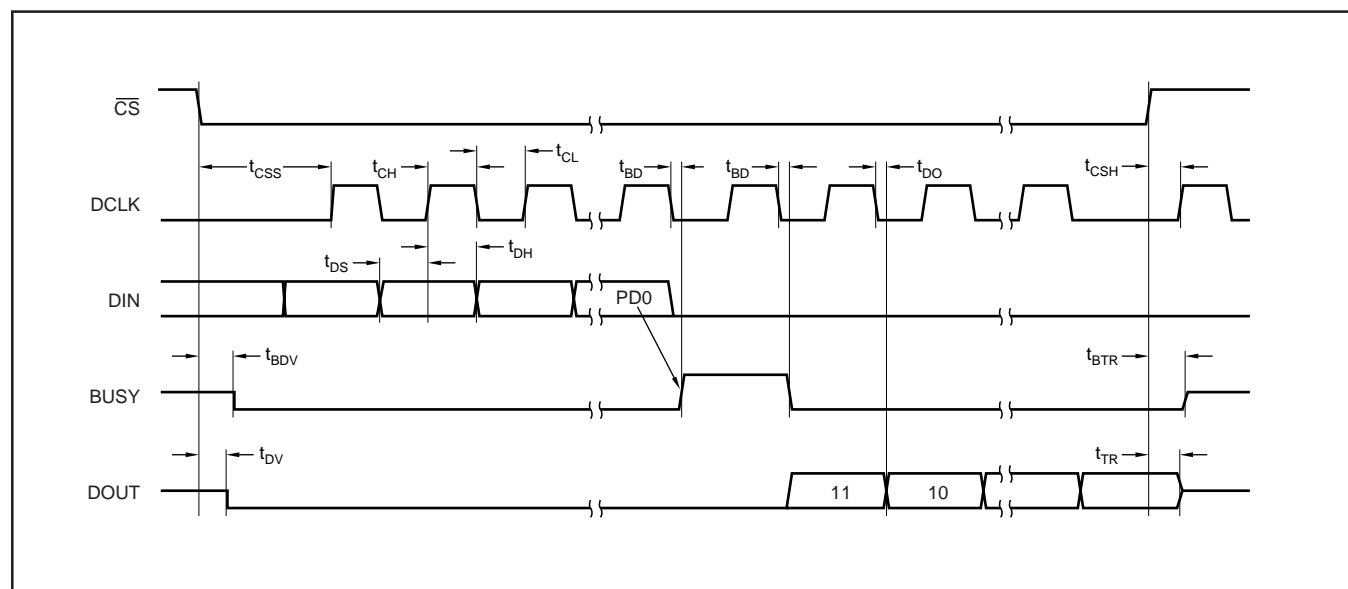 CS
tCSS
tCH
tCL
tBD
tBD
tDO
tCSH
DCLK
tDS
tDH
DIN
PD0
tBDV
tBTR
BUSY
tDV
tTR
DOUT
11
10